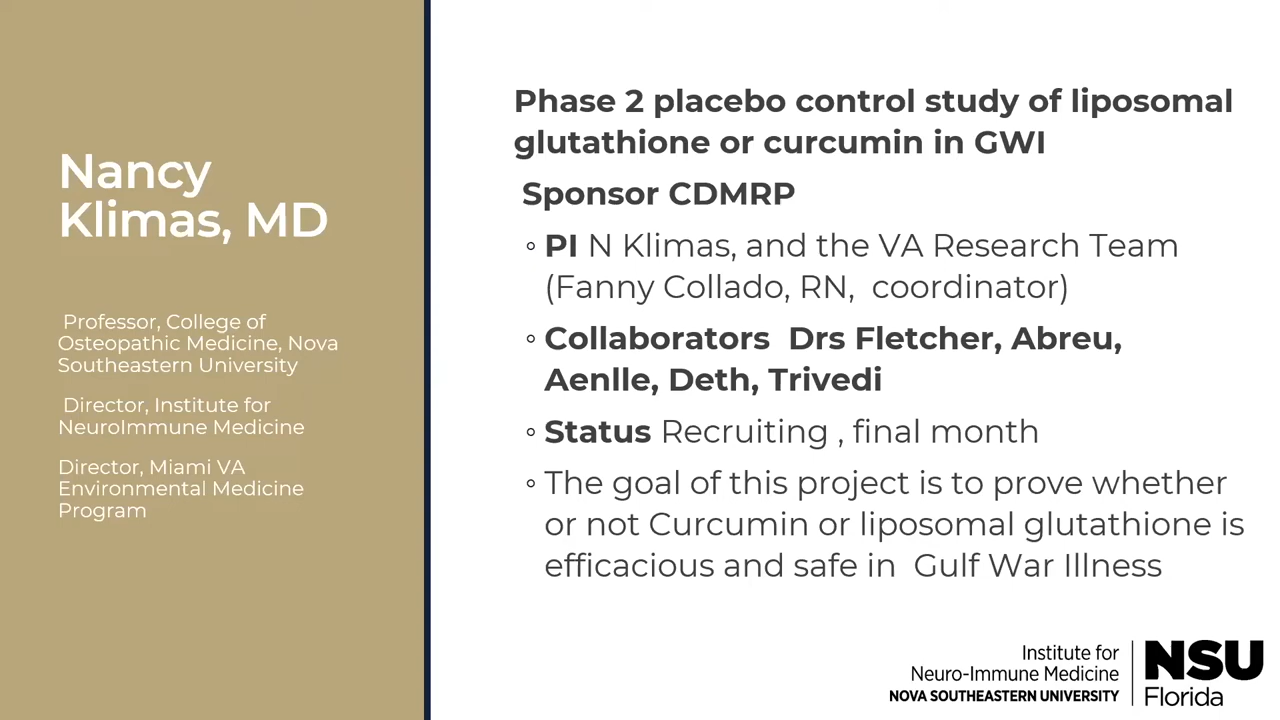 Nancy
Klimas, MD
Professor, College of
Osteopathic Medicine, Nova
Southeastern University
Director, Institute for
NeuroImmune Medicine
Director, Miami VA
Environmental Medicine
Program
Phase 2 placebo control study of liposomal
glutathione or curcumin in GWI
Sponsor CDMRP
◦ PI N Klimas, and the VA Research Team
(Fanny Collado, RN,  coordinator)
◦ Collaborators  Drs Fletcher, Abreu,
Aenlle, Deth, Trivedi
◦ Status Recruiting , final month
◦ The goal of this project is to prove whether
or not Curcumin or liposomal glutathione is
efficacious and safe in  Gulf War Illness
Institute for
Neuro-Immune Medicine
NOVA SOUTHEASTERN UNIVERSITY
NSU
Florida